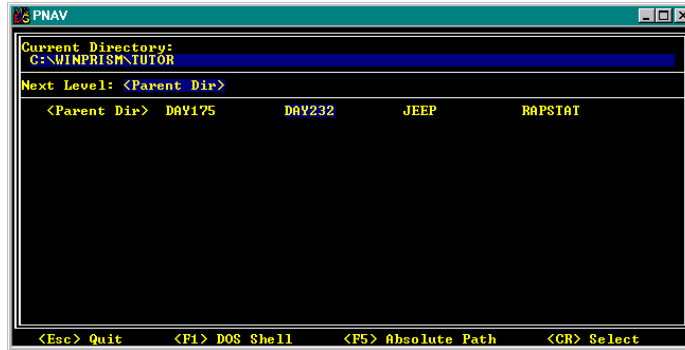 PNAV
Current Directory:
C:\WINPRISM\TUTOR
Next Level: <Parent Dir>
<Parent Dir> DAY175 DAY232 JEEP RAPSTAT
<Esc> Quit <F1> DOS Shell <F5> Absolute Path <CR> Select